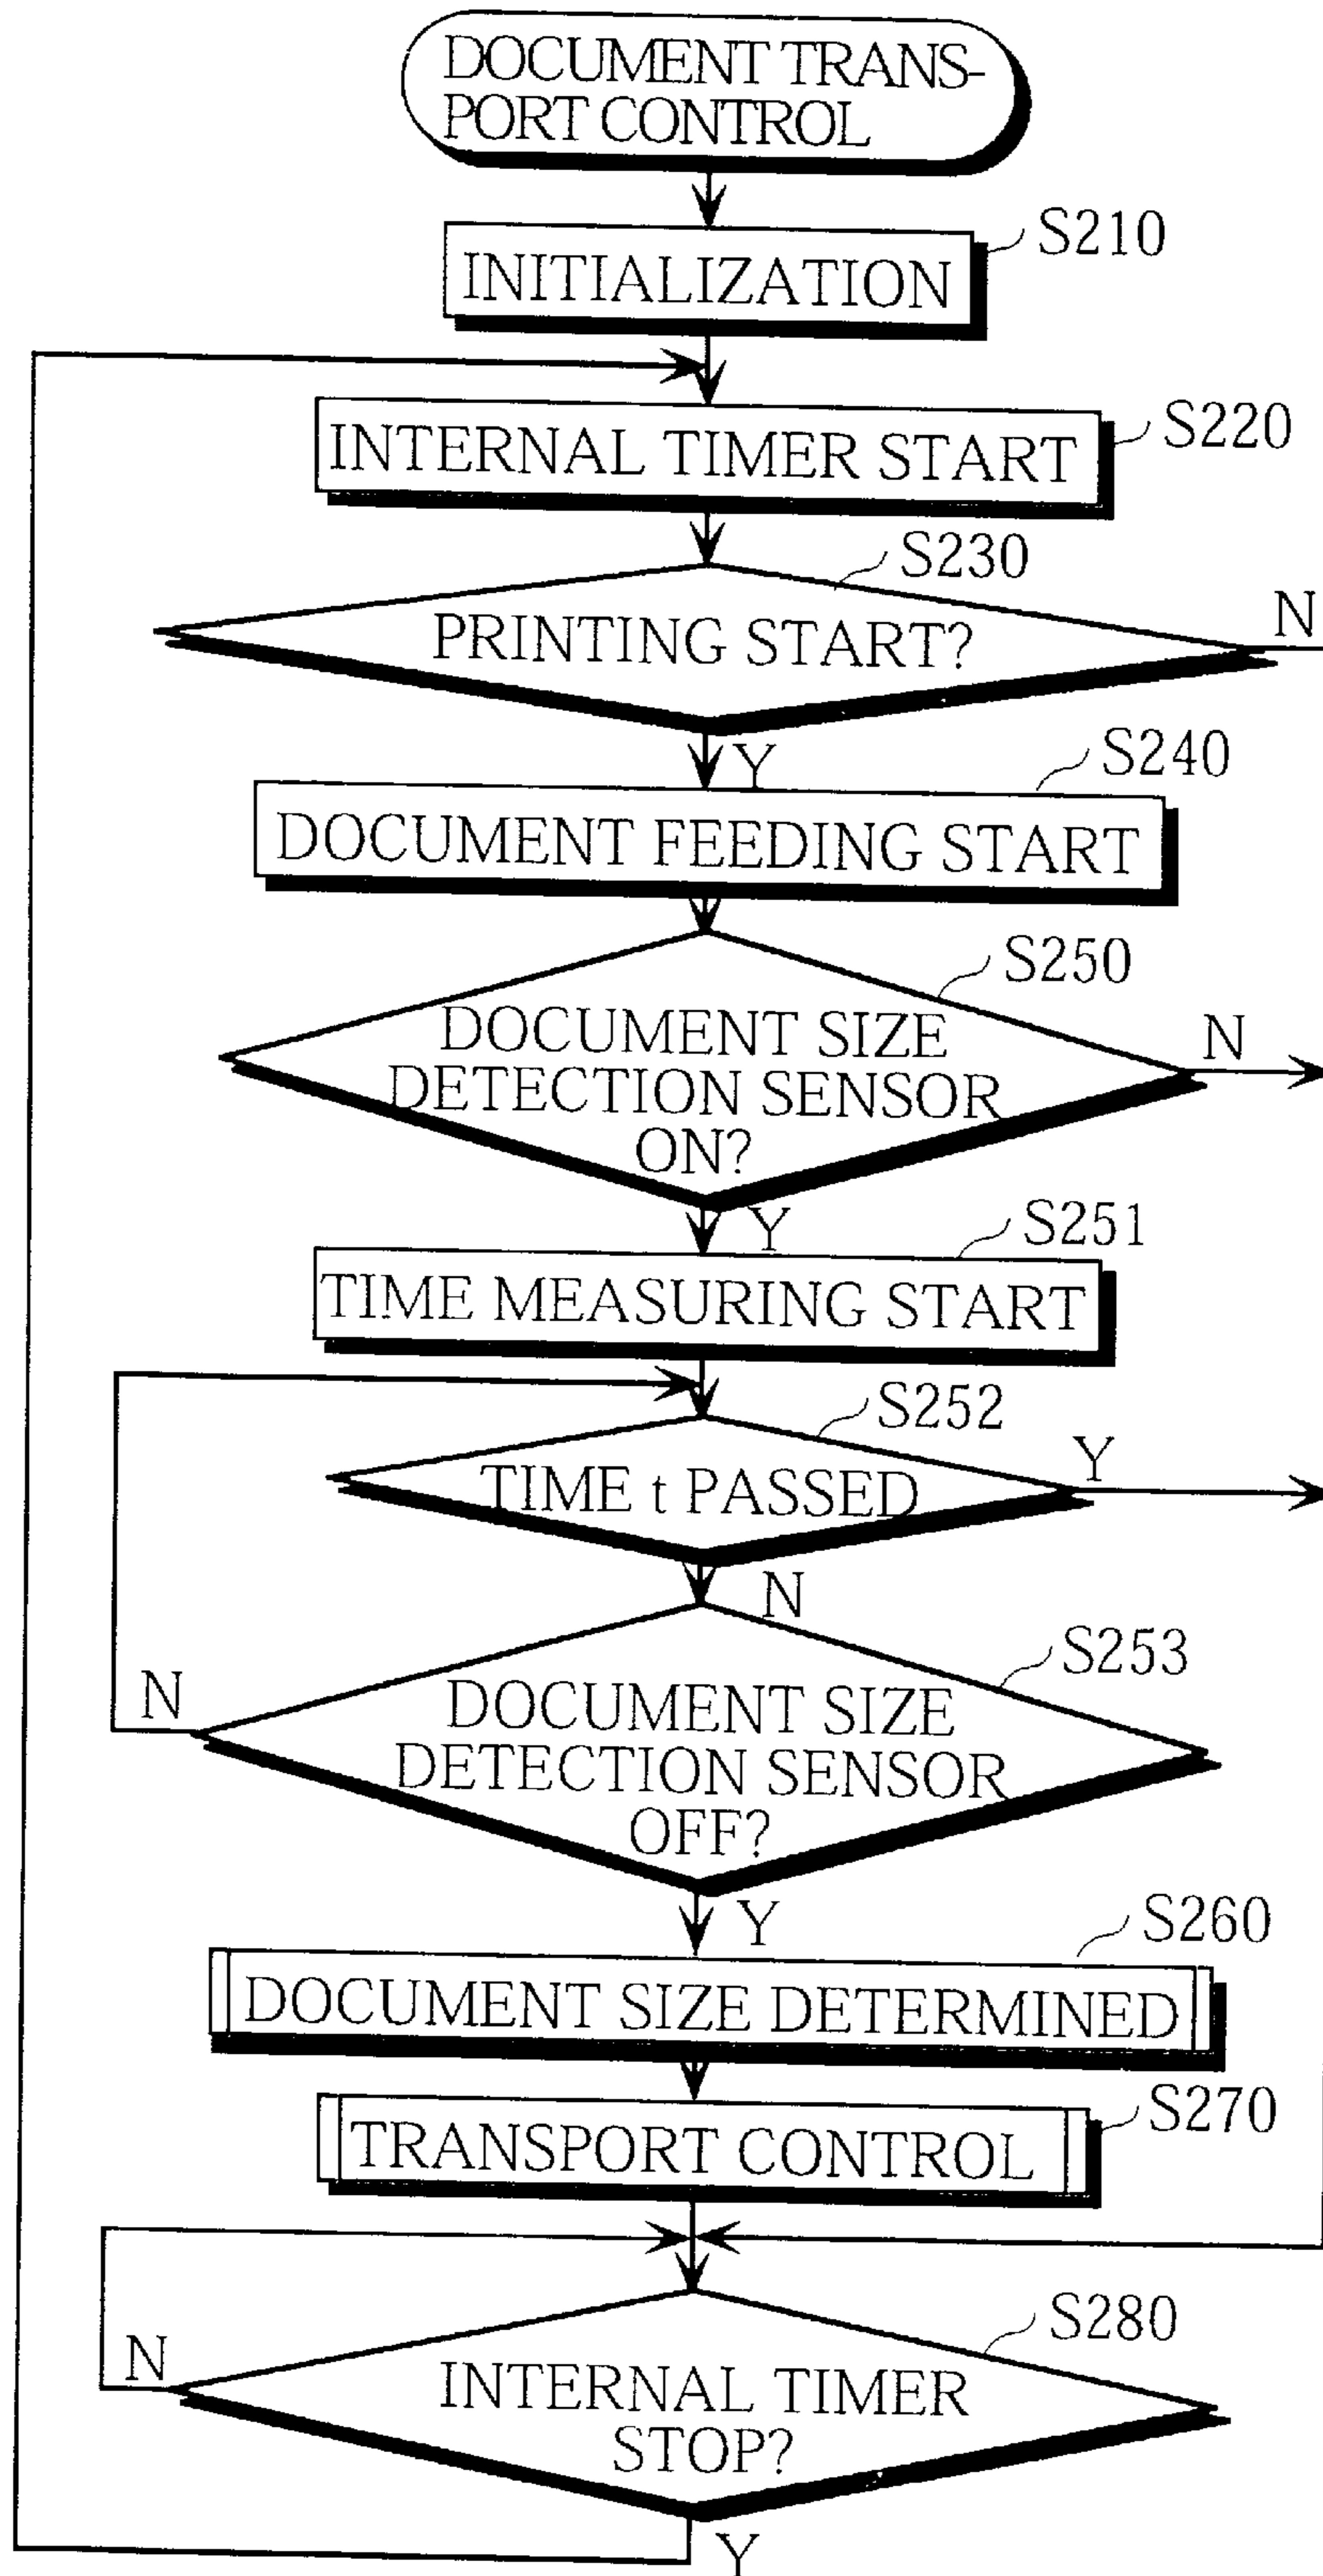 DOCUMENT TRANS-
PORT CONTROL
S210
INITIALIZATION
S220
INTERNAL TIMER START
S230
PRINTING START?
N
Y
S240
DOCUMENT FEEDING START
S250
DOCUMENT SIZE
DETECTION SENSOR
ON?
N
Y
S251
TIME MEASURING START
S252
TIME t PASSED
Y
N
S253
DOCUMENT SIZE
DETECTION SENSOR
OFF?
N
Y
S260
DOCUMENT SIZE DETERMINED
S270
TRANSPORT CONTROL
S280
INTERNAL TIMER
STOP?
N
Y